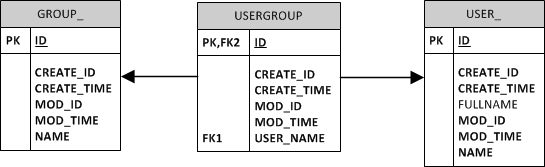 GROUP_
PK ID
CREATE_ID
CREATE_TIME
MOD_ID
MOD_TIME
NAME
USERGROUP
PK,FK2 ID
CREATE_ID
CREATE_TIME
MOD_ID
MOD_TIME
FK1 USER_NAME
USER_
PK ID
CREATE_ID
CREATE_TIME
FULLNAME
MOD_ID
MOD_TIME
NAME